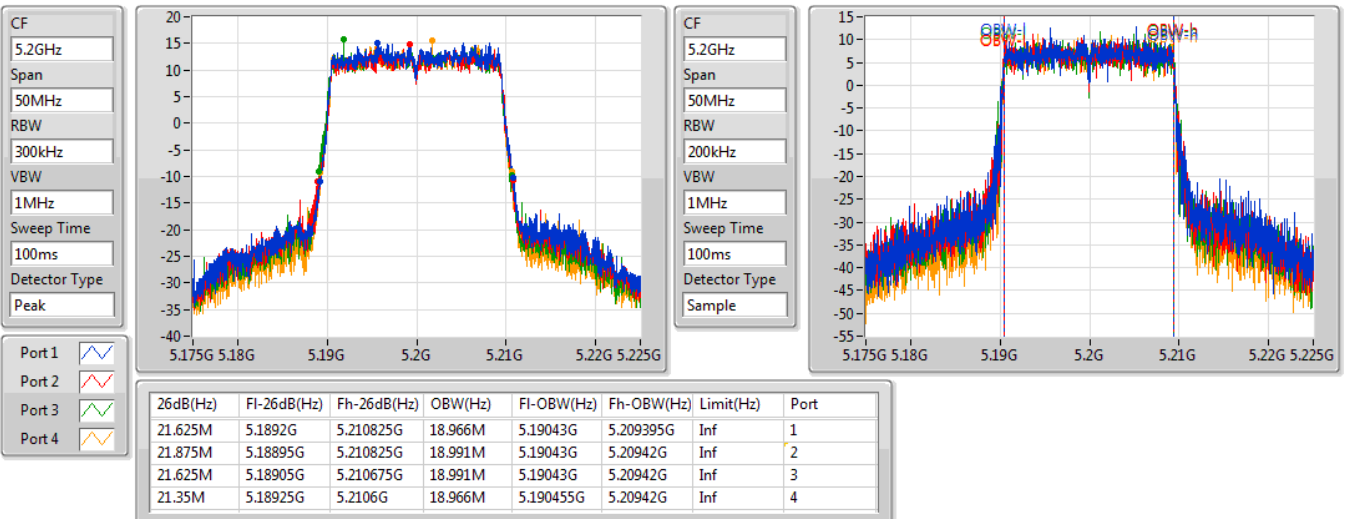 CF
5.2GHz
Span
50MHz
RBW
300kHz
VBW
1MHz
Sweep Time
100ms
Detector Type
Peak
20
15
10
5
0
-5
-10
-15
-20
-25
-30
-35
-40
5.175G 5.18G 5.19G 5.2G 5.21G 5.22G 5.225G
CF
5.2GHz
Span
50MHz
RBW
200kHz
VBW
1MHz
Sweep Time
100ms
Detector Type
Sample
15
10
5
0
-5
-10
-15
-20
-25
-30
-35
-40
-45
-50
-55
OBW-l OBW-h
5.175G 5.18G 5.19G 5.2G 5.21G 5.22G 5.225G
Port 1
Port 2
Port 3
Port 4
26dB(Hz) Fl-26dB(Hz) Fh-26dB(Hz) OBW(Hz) Fl-OBW(Hz) Fh-OBW(Hz) Limit(Hz) Port
21.625M 5.1892G 5.210825G 18.966M 5.19043G 5.209395G Inf 1
21.875M 5.18895G 5.210825G 18.991M 5.19043G 5.20942G Inf 2
21.625M 5.18905G 5.210675G 18.991M 5.19043G 5.20942G Inf 3
21.35M 5.18925G 5.2106G 18.966M 5.190455G 5.20942G Inf 4